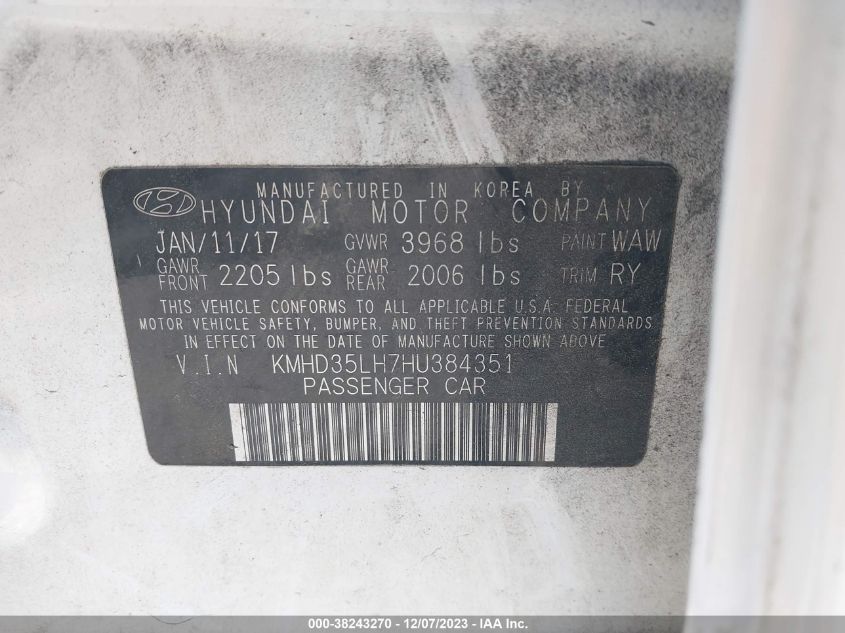 MANUFACTURED IN KOREA BY
HYUNDAI MOTOR COMPANY
JAN/11/17 GVWR 3968 lbs PAINT WAW
GAWR FRONT 2205 lbs GAWR REAR 2006 lbs TRIM RY
THIS VEHICLE CONFORMS TO ALL APPLICABLE U.S.A. FEDERAL
MOTOR VEHICLE SAFETY, BUMPER, AND THEFT PREVENTION STANDARDS
IN EFFECT ON THE DATE OF MANUFACTURE SHOWN ABOVE
V.I.N KMHD35LH7HU384351
PASSENGER CAR
000-38243270 - 12/07/2023 - IAA Inc.